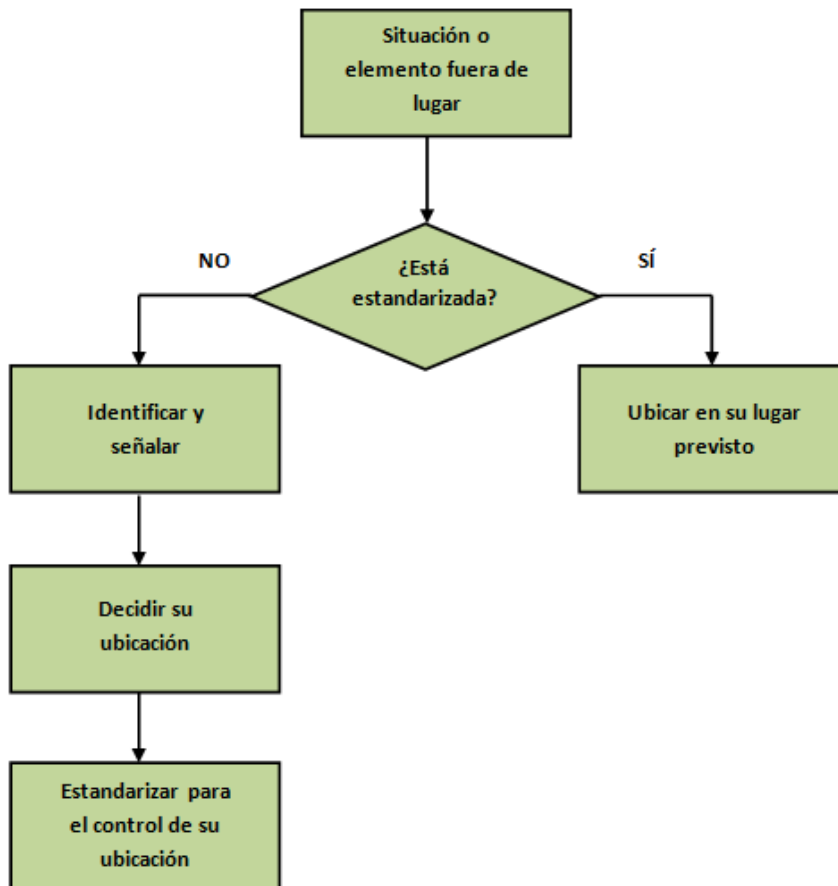 Situación o
elemento fuera de
lugar
NO
¿Está
estandarizada?
SÍ
Identificar y
señalar
Ubicar en su lugar
previsto
Decidir su
ubicación
Estandarizar para
el control de su
ubicación